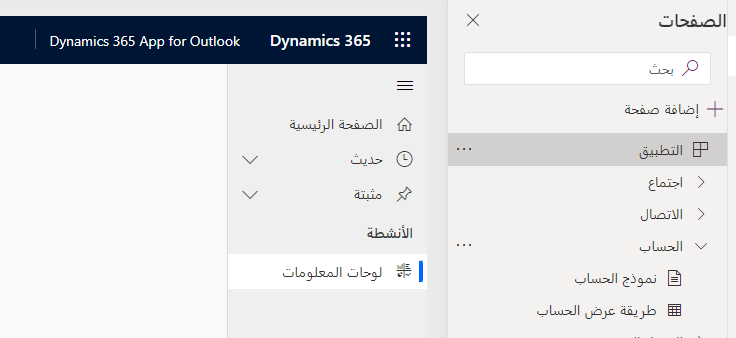 الصفحات
بحث
إضافة صفحة
التطبيق
اجتماع
الاتصال
الحساب
نموذج الحساب
طريقة عرض الحساب
Dynamics 365
Dynamics 365 App for Outlook
الصفحة الرئيسية
حديث
مثبتة
الأنشطة
لوحات المعلومات